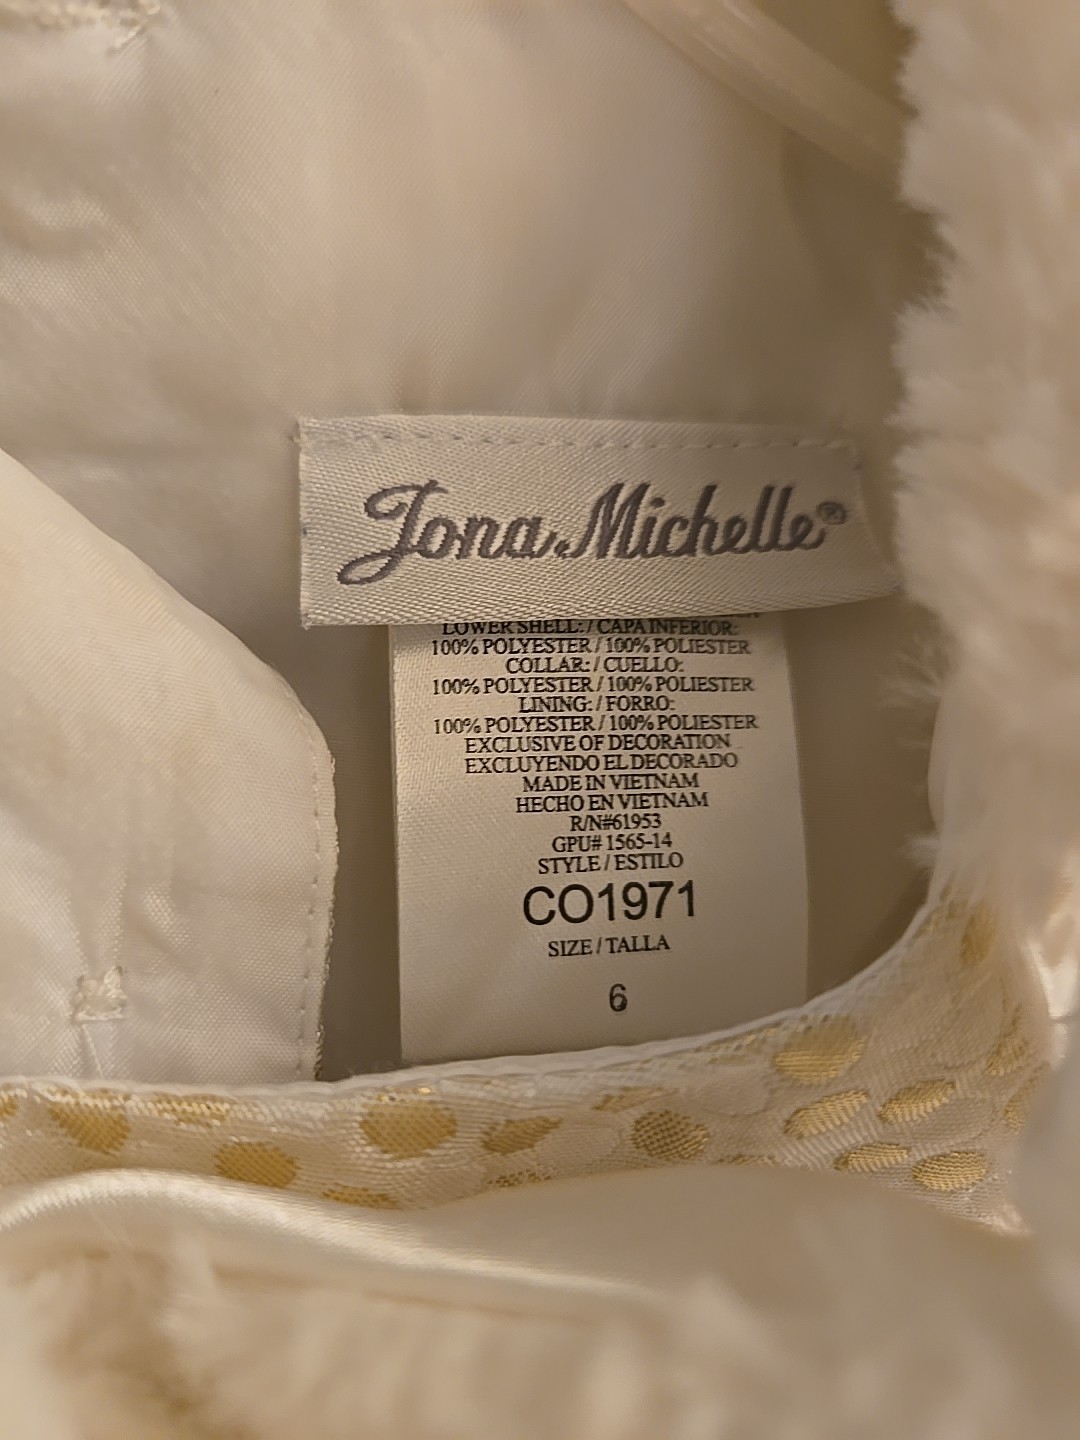 Jona Michelle®
LOWER SHELL: / CAPA INFERIOR:
100% POLYESTER / 100% POLIESTER
COLLAR: / CUELLO:
100% POLYESTER / 100% POLIESTER
LINING: / FORRO:
100% POLYESTER / 100% POLIESTER
EXCLUSIVE OF DECORATION
EXCLUYENDO EL DECORADO
MADE IN VIETNAM
HECHO EN VIETNAM
R/N#61953
GPU# 1565-14
STYLE / ESTILO
CO1971
SIZE / TALLA
6